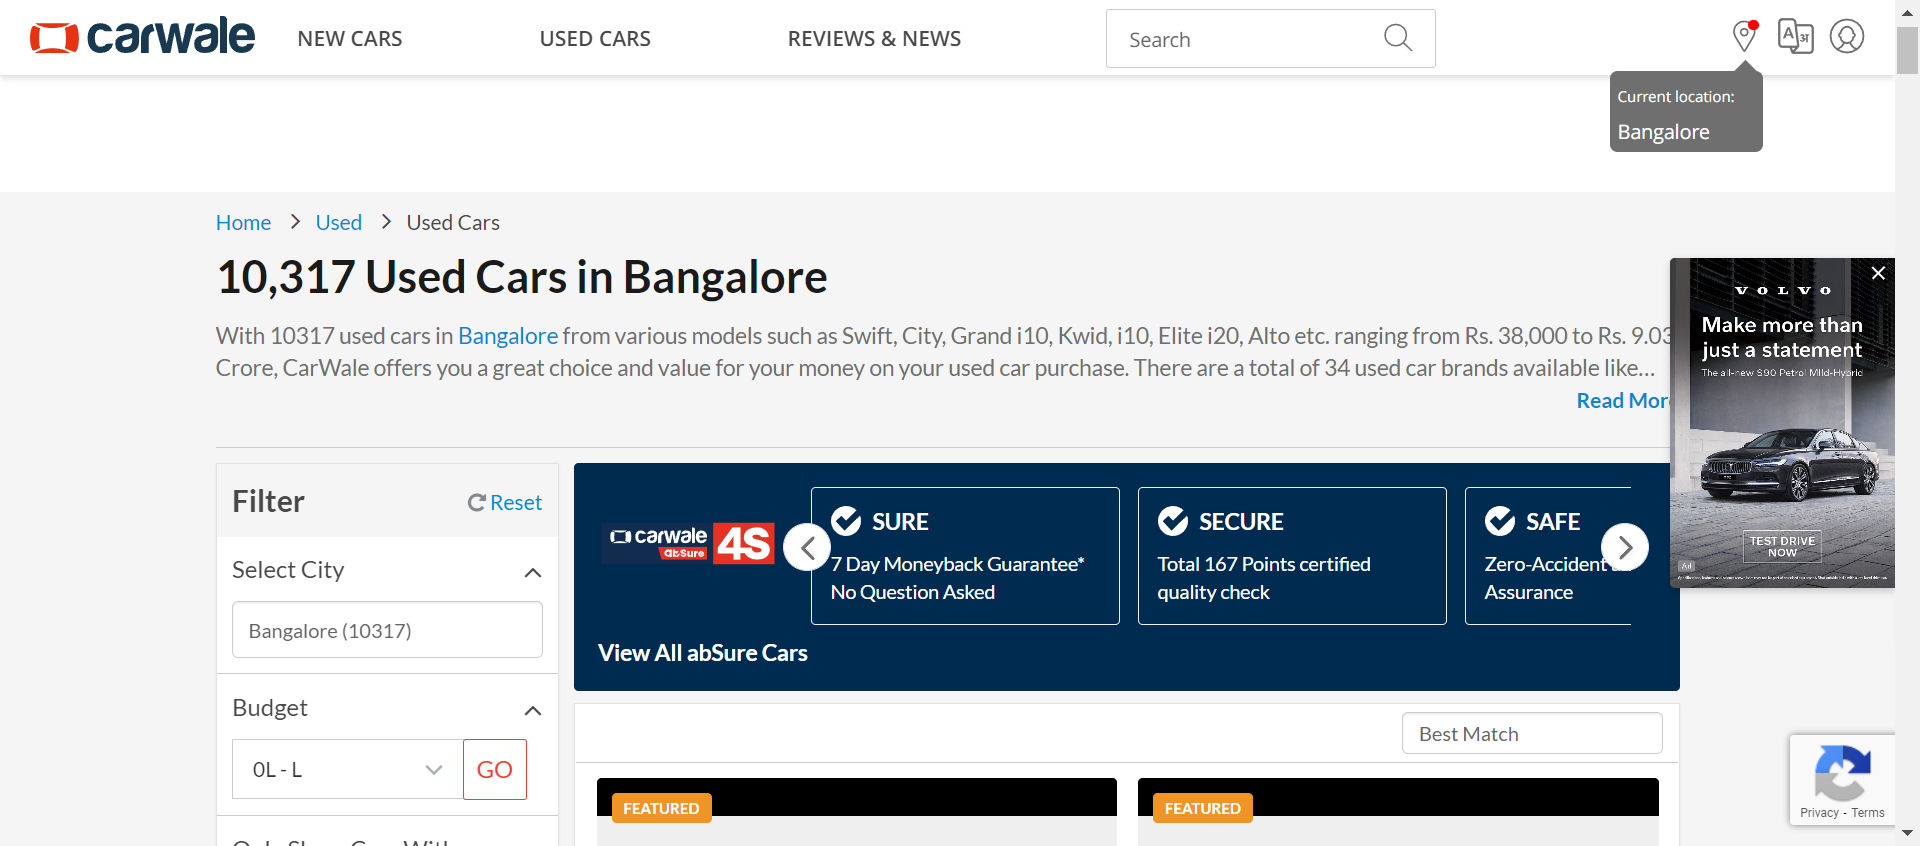 carwale NEW CARS USED CARS REVIEWS & NEWS Search
Current location:
Bangalore
Home > Used > Used Cars
10,317 Used Cars in Bangalore
With 10317 used cars in Bangalore from various models such as Swift, City, Grand i10, Kwid, i10, Elite i20, Alto etc. ranging from Rs. 38,000 to Rs. 9.03
Crore, CarWale offers you a great choice and value for your money on your used car purchase. There are a total of 34 used car brands available like...
Read More
VOLVO
Make more than
just a statement
The all-new S90 Petrol Mild-Hybrid
TEST DRIVE
NOW
Ad
Filter
Reset
Select City
Bangalore (10317)
Budget
0L - L
GO
carwale
abSure
4S
SURE
7 Day Moneyback Guarantee*
No Question Asked
SECURE
Total 167 Points certified
quality check
SAFE
Zero-Accident
Assurance
View All abSure Cars
Best Match
FEATURED
FEATURED
Privacy - Terms